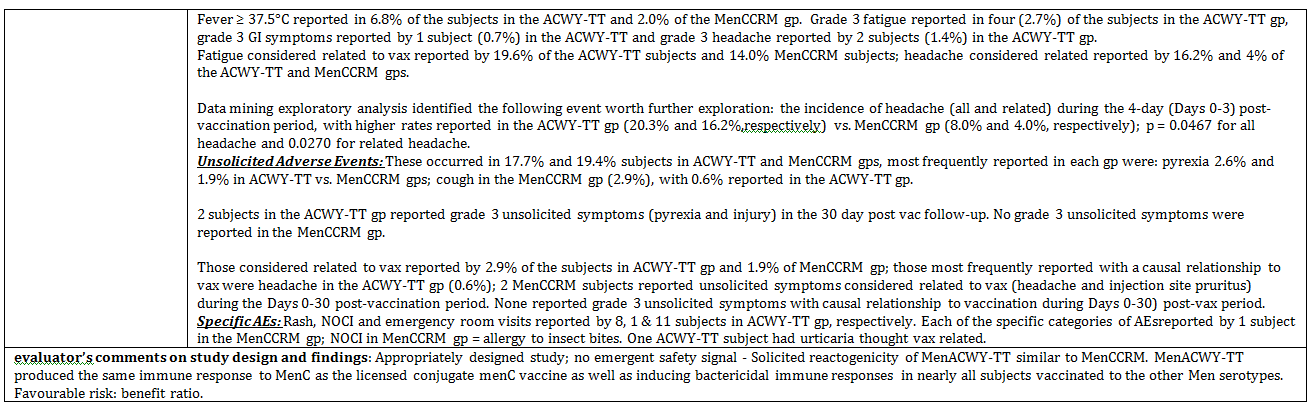 Fever ≥ 37.5°C reported in 6.8% of the subjects in the ACWY-TT and 2.0% of the MenCCRM gp.  Grade 3 fatigue reported in four (2.7%) of the subjects in the ACWY-TT gp,
grade 3 GI symptoms reported by 1 subject (0.7%) in the ACWY-TT and grade 3 headache reported by 2 subjects (1.4%) in the ACWY-TT gp.
Fatigue considered related to vax reported by 19.6% of the ACWY-TT subjects and 14.0% MenCCRM subjects; headache considered related reported by 16.2% and 4% of
the ACWY-TT and MenCCRM gps.
Data mining exploratory analysis identified the following event worth further exploration: the incidence of headache (all and related) during the 4-day (Days 0-3) post-
vaccination period, with higher rates reported in the ACWY-TT gp (20.3% and 16.2%,respectively) vs. MenCCRM gp (8.0% and 4.0%, respectively); p = 0.0467 for all
headache and 0.0270 for related headache.
Unsolicited Adverse Events: These occurred in 17.7% and 19.4% subjects in ACWY-TT and MenCCRM gps, most frequently reported in each gp were: pyrexia 2.6% and
1.9% in ACWY-TT vs. MenCCRM gps; cough in the MenCCRM gp (2.9%), with 0.6% reported in the ACWY-TT gp.
2 subjects in the ACWY-TT gp reported grade 3 unsolicited symptoms (pyrexia and injury) in the 30 day post vac follow-up. No grade 3 unsolicited symptoms were
reported in the MenCCRM gp.
Those considered related to vax reported by 2.9% of the subjects in ACWY-TT gp and 1.9% of MenCCRM gp; those most frequently reported with a causal relationship to
vax were headache in the ACWY-TT gp (0.6%); 2 MenCCRM subjects reported unsolicited symptoms considered related to vax (headache and injection site pruritus)
during the Days 0-30 post-vaccination period. None reported grade 3 unsolicited symptoms with causal relationship to vaccination during Days 0-30) post-vax period.
Specific AEs: Rash, NOCI and emergency room visits reported by 8, 1 & 11 subjects in ACWY-TT gp, respectively. Each of the specific categories of AEsreported by 1 subject
in the MenCCRM gp; NOCI in MenCCRM gp = allergy to insect bites. One ACWY-TT subject had urticaria thought vax related.
evaluator's comments on study design and findings: Appropriately designed study; no emergent safety signal - Solicited reactogenicity of MenACWY-TT similar to MenCCRM. MenACWY-TT
produced the same immune response to MenC as the licensed conjugate menC vaccine as well as inducing bactericidal immune responses in nearly all subjects vaccinated to the other Men serotypes.
Favourable risk: benefit ratio.